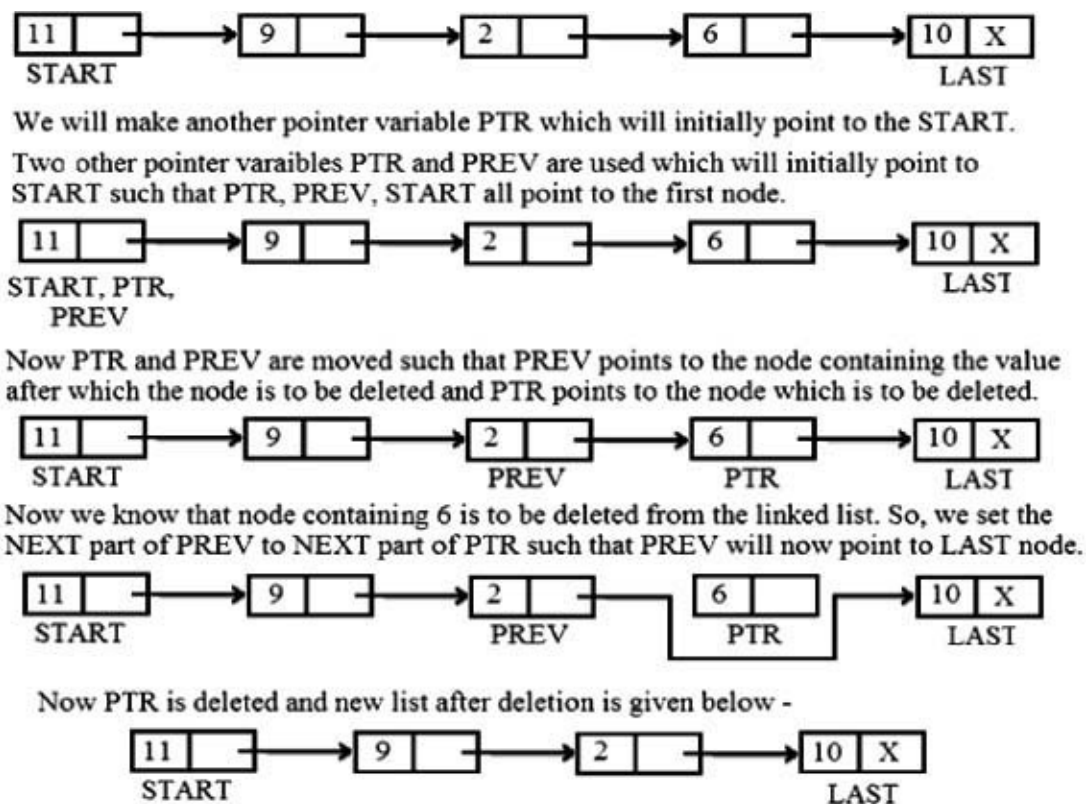 11 9 2 6 10 X
START LAST
We will make another pointer variable PTR which will initially point to the START.
Two other pointer varaibles PTR and PREV are used which will initially point to
START such that PTR, PREV, START all point to the first node.
11 9 2 6 10 X
START, PTR, LAST
PREV
Now PTR and PREV are moved such that PREV points to the node containing the value
after which the node is to be deleted and PTR points to the node which is to be deleted.
11 9 2 6 10 X
START PREV PTR LAST
Now we know that node containing 6 is to be deleted from the linked list. So, we set the
NEXT part of PREV to NEXT part of PTR such that PREV will now point to LAST node.
11 9 2 6 10 X
START PREV PTR LAST
Now PTR is deleted and new list after deletion is given below -
11 9 2 10 X
START LAST